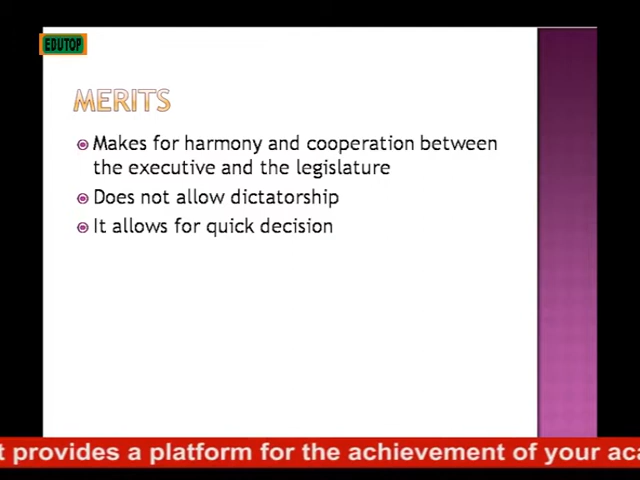 EDUTOP
MERITS
Makes for harmony and cooperation between
the executive and the legislature
Does not allow dictatorship
It allows for quick decision
t provides a platform for the achievement of your aca